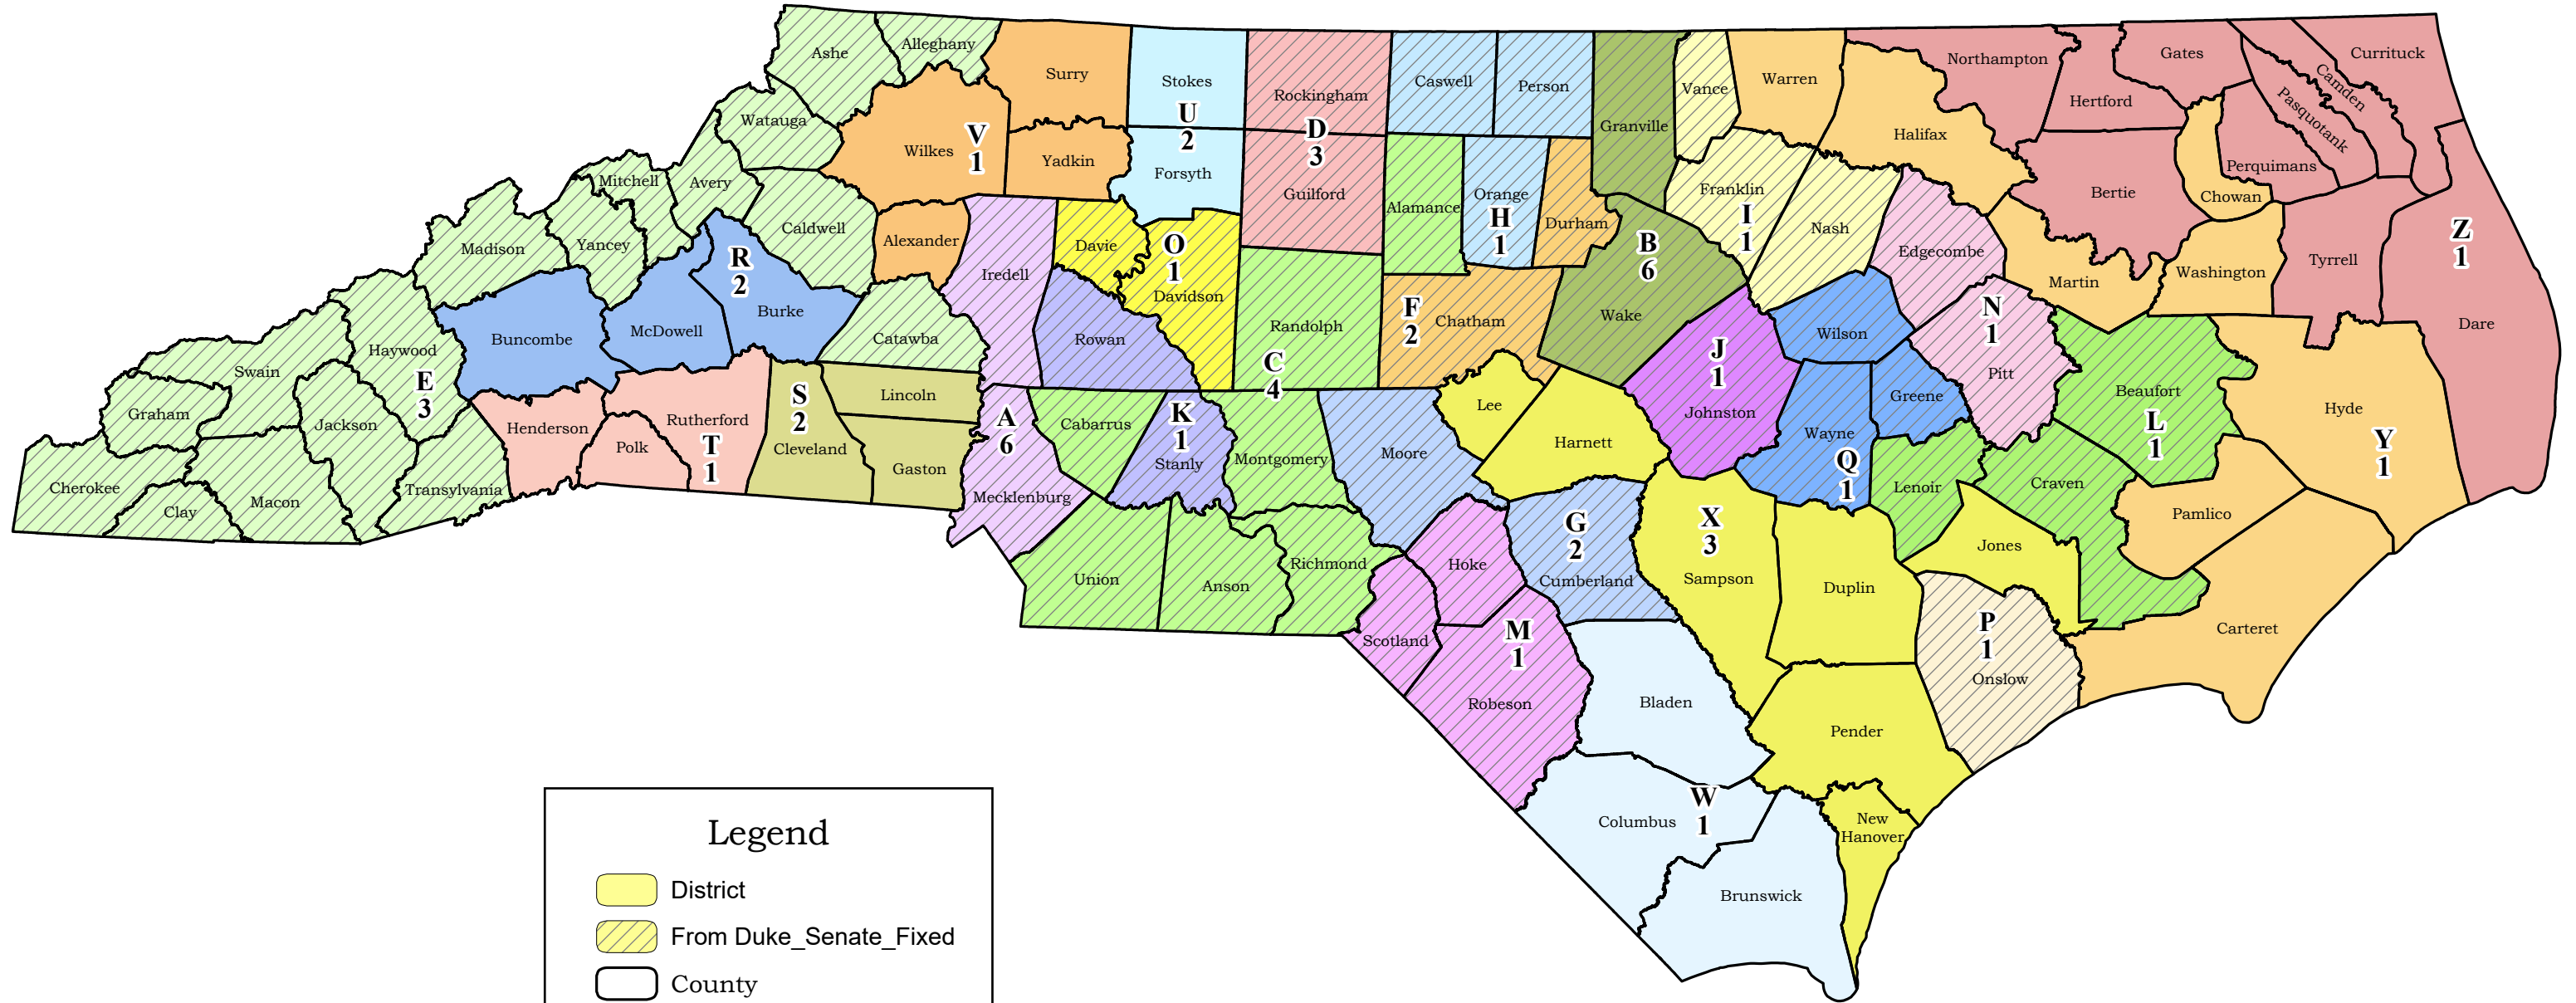 Ashe
Alleghany
Surry
Stokes
Rockingham
Caswell
Person
Granville
Vance
Warren
Northampton
Gates
Currituck
Camden
Pasquotank
Hertford
Halifax
Watauga
Wilkes
V
1
Yadkin
U
2
Forsyth
D
3
Guilford
Perquimans
Chowan
Bertie
Mitchell
Avery
Alamance
Orange
H
1
Durham
Franklin
I
1
Nash
Edgecombe
Madison
Yancey
Caldwell
Alexander
Iredell
Davie
O
1
Davidson
B
6
Wake
Martin
Washington
Tyrrell
Z
1
Dare
R
2
Burke
McDowell
Buncombe
Catawba
Rowan
Randolph
C
4
F
2
Chatham
J
1
Johnston
Wilson
N
1
Pitt
Swain
Haywood
E
3
Graham
Jackson
Henderson
Polk
Rutherford
T
1
S
2
Cleveland
Lincoln
Gaston
A
6
Mecklenburg
Cabarrus
K
1
Stanly
Montgomery
Moore
Lee
Harnett
Wayne
Q
1
Greene
Lenoir
Beaufort
L
1
Craven
Hyde
Y
1
Pamlico
Cherokee
Clay
Macon
Transylvania
Union
Anson
Richmond
Hoke
Scotland
G
2
Cumberland
X
3
Sampson
Duplin
Jones
P
1
Onslow
Carteret
M
1
Robeson
Bladen
Pender
Columbus
W
1
New
Hanover
Brunswick
Legend
District
From Duke_Senate_Fixed
County